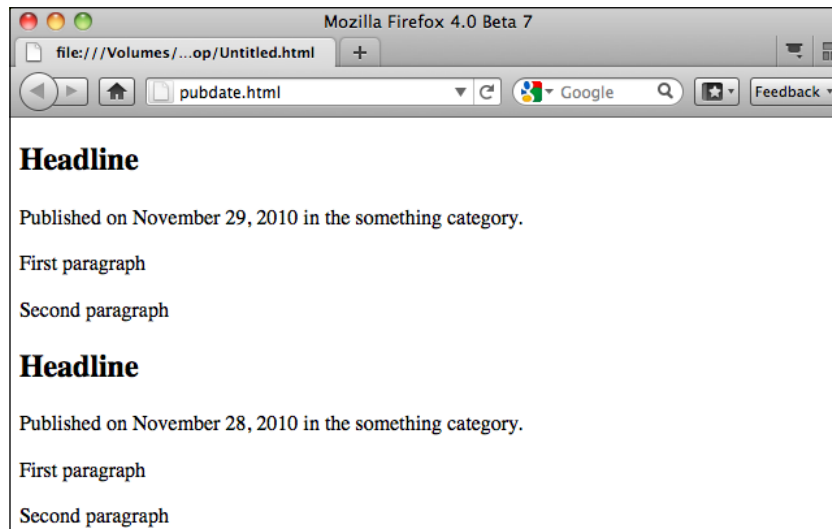 Mozilla Firefox 4.0 Beta 7
file:///Volumes/...op/Untitled.html
pubdate.html
Google
Feedback
Headline
Published on November 29, 2010 in the something category.
First paragraph
Second paragraph
Headline
Published on November 28, 2010 in the something category.
First paragraph
Second paragraph